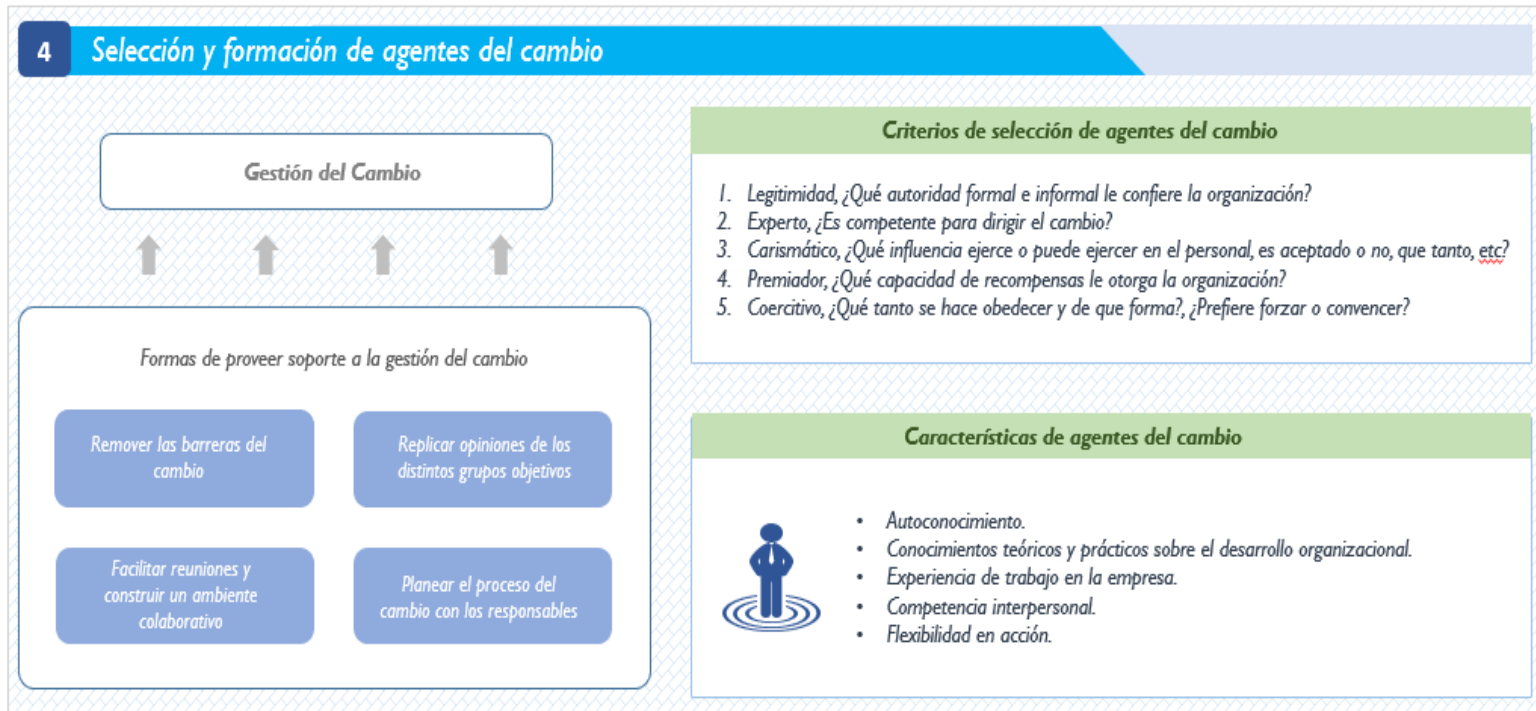 4
Selección y formación de agentes del cambio
Gestión del Cambio
Formas de proveer soporte a la gestión del cambio
Remover las barreras del
cambio
Replicar opiniones de los
distintos grupos objetivos
Facilitar reuniones y
construir un ambiente
colaborativo
Planear el proceso del
cambio con los responsables
Criterios de selección de agentes del cambio
1. Legitimidad, ¿Qué autoridad formal e informal le confiere la organización?
2. Experto, ¿Es competente para dirigir el cambio?
3. Carismático, ¿Qué influencia ejerce o puede ejercer en el personal, es aceptado o no, que tanto, etc?
4. Premiador, ¿Qué capacidad de recompensas le otorga la organización?
5. Coercitivo, ¿Qué tanto se hace obedecer y de que forma?, ¿Prefiere forzar o convencer?
Características de agentes del cambio
• Autoconocimiento.
• Conocimientos teóricos y prácticos sobre el desarrollo organizacional.
• Experiencia de trabajo en la empresa.
• Competencia interpersonal.
• Flexibilidad en acción.